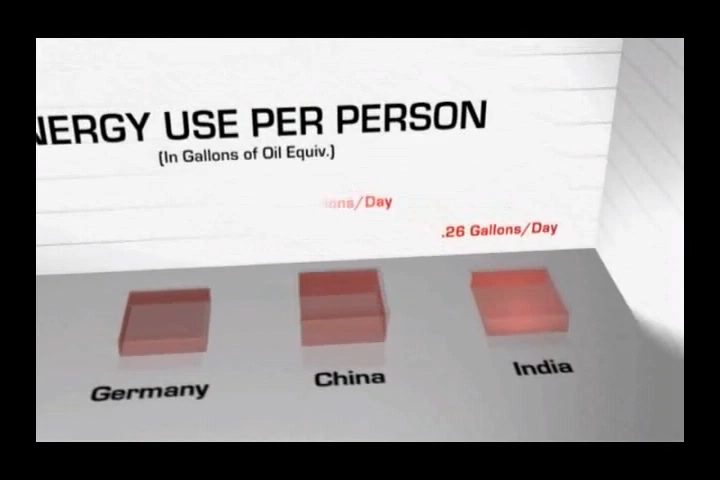 NERGY USE PER PERSON
(In Gallons of Oil Equiv.)
ons/Day
.26 Gallons/Day
Germany
China
India